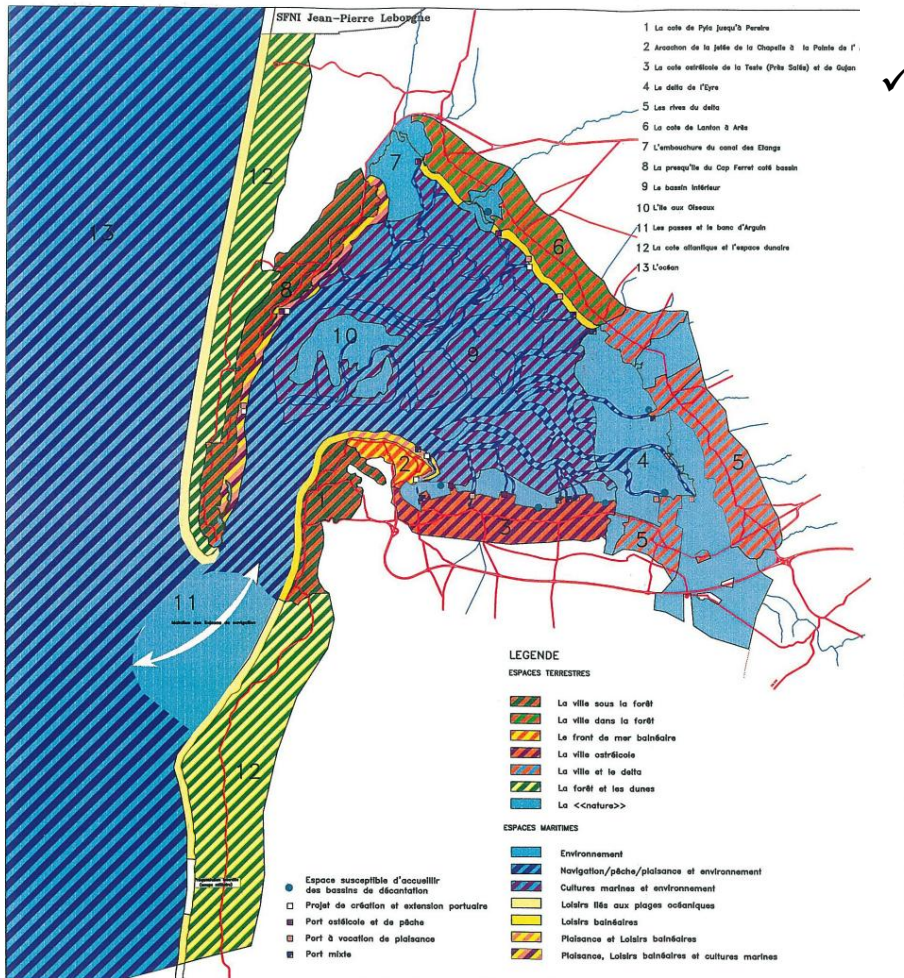 SFNI Jean-Pierre Leborgne
1 La cote de Pyla jusqu'à Pereire
2 Arcachon de la jetée de la Chapelle à la Pointe de l'
3 La cote ostréicole de la Teste (Près Salés) et de Gujan
4 Le delta de l'Eyre
5 Les rives du delta
6 La cote de Lanton à Arès
7 L'embouchure du canal des Etangs
8 La presqu'île du Cap Ferret coté bassin
9 Le bassin intérieur
10 L'île aux Oiseaux
11 Les passes et le banc d'Arguin
12 La cote atlantique et l'espace dunaire
13 L'océan
12
7
13
6
8
10
9
2
4
5
1
3
5
11
12
LEGENDE
ESPACES TERRESTRES
La ville sous la forêt
La ville dans la forêt
Le front de mer balnéaire
La ville ostréicole
La ville et le delta
La forêt et les dunes
La <<nature>>
ESPACES MARITIMES
Environnement
Navigation/pêche/plaisance et environnement
Cultures marines et environnement
Loisirs liés aux plages océaniques
Loisirs balnéaires
Plaisance et Loisirs balnéaires
Plaisance, Loisirs balnéaires et cultures marines
Espace susceptible d'accueillir
des bassins de décantation
Projet de création et extension portuaire
Port ostéicole et de pêche
Port à vocation de plaisance
Port mixte